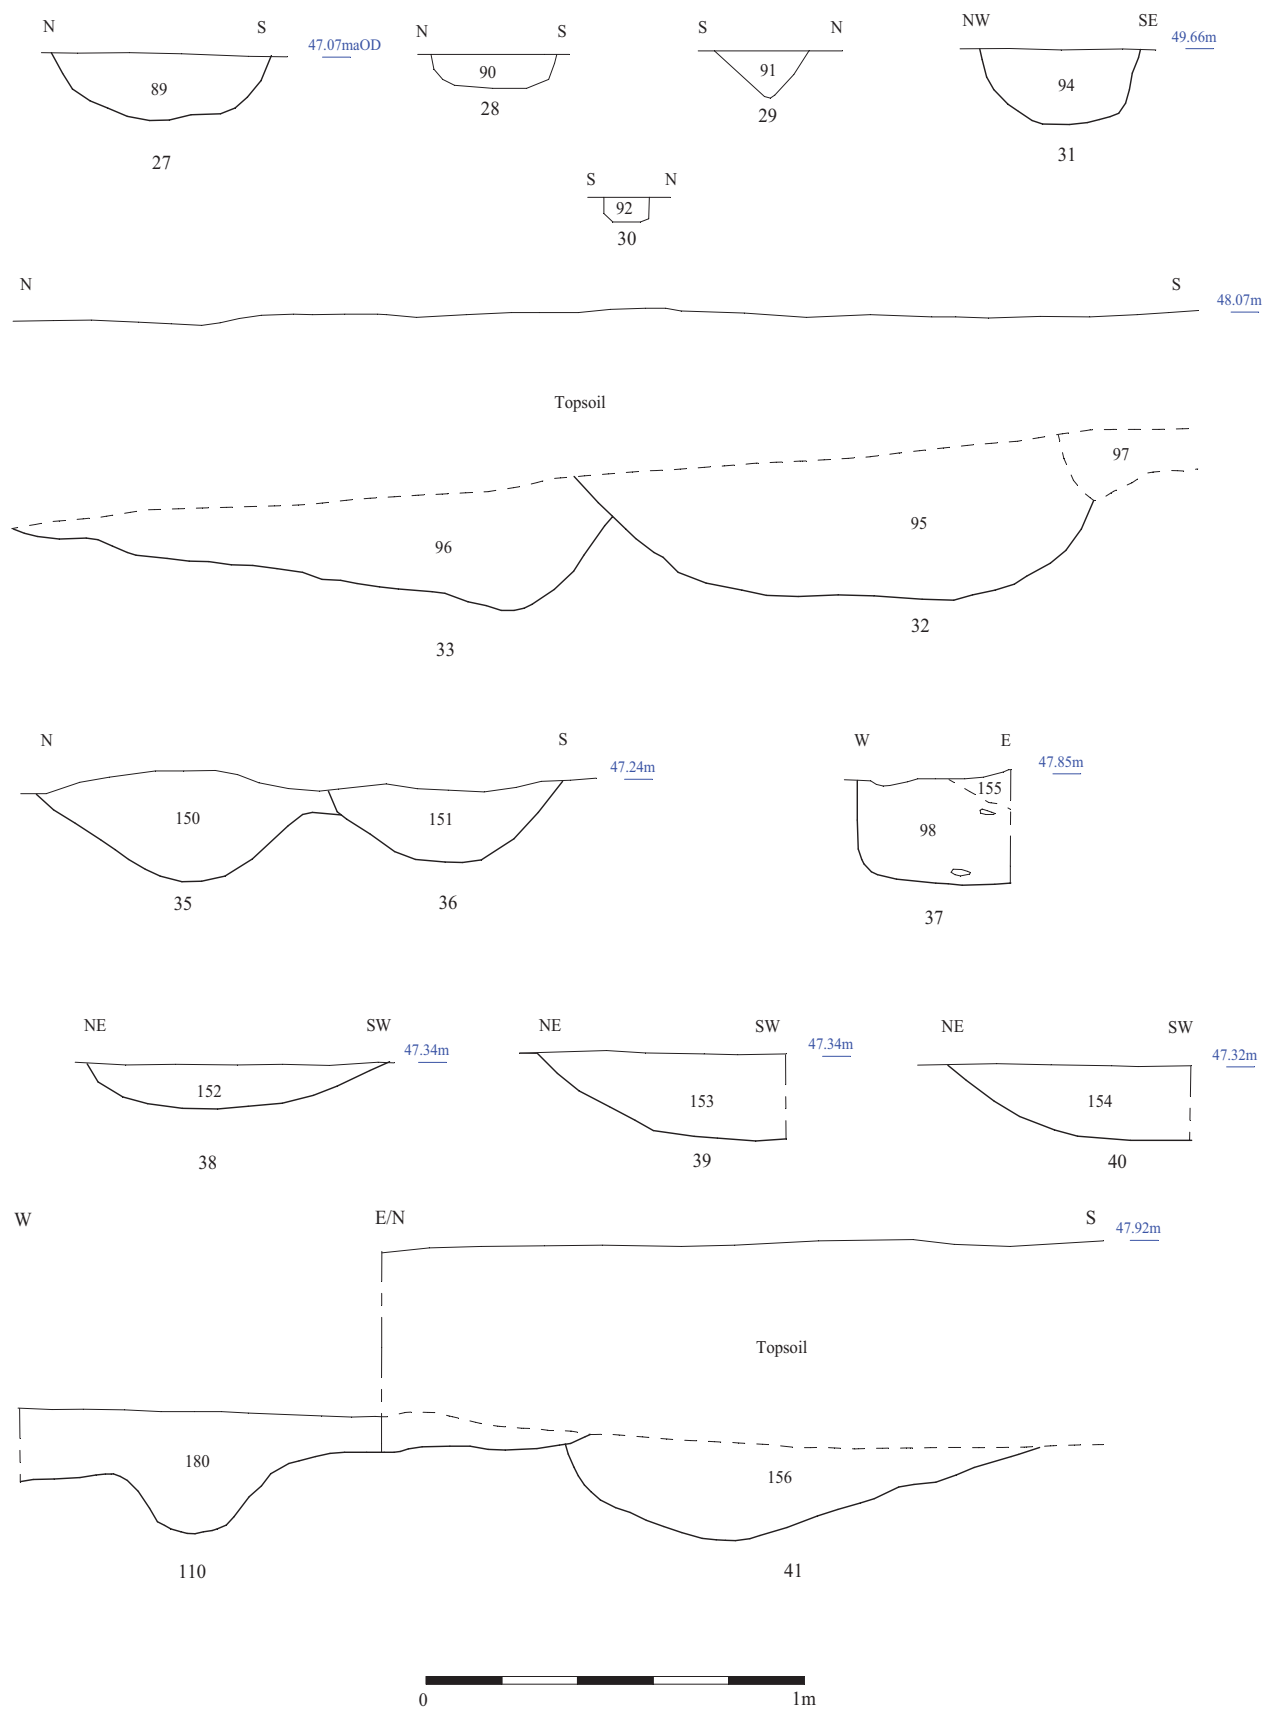 N S 47.07maOD N S S N NW SE 49.66m
89 90 91 94
27 28 29 31
S N
92
30
N S 48.07m
Topsoil
97
96 95
33 32
N S 47.24m W E 47.85m
155
150 151 98
35 36 37
NE SW 47.34m NE SW 47.34m NE SW 47.32m
152 153 154
38 39 40
W E/N S 47.92m
Topsoil
180 156
110 41
0 1m